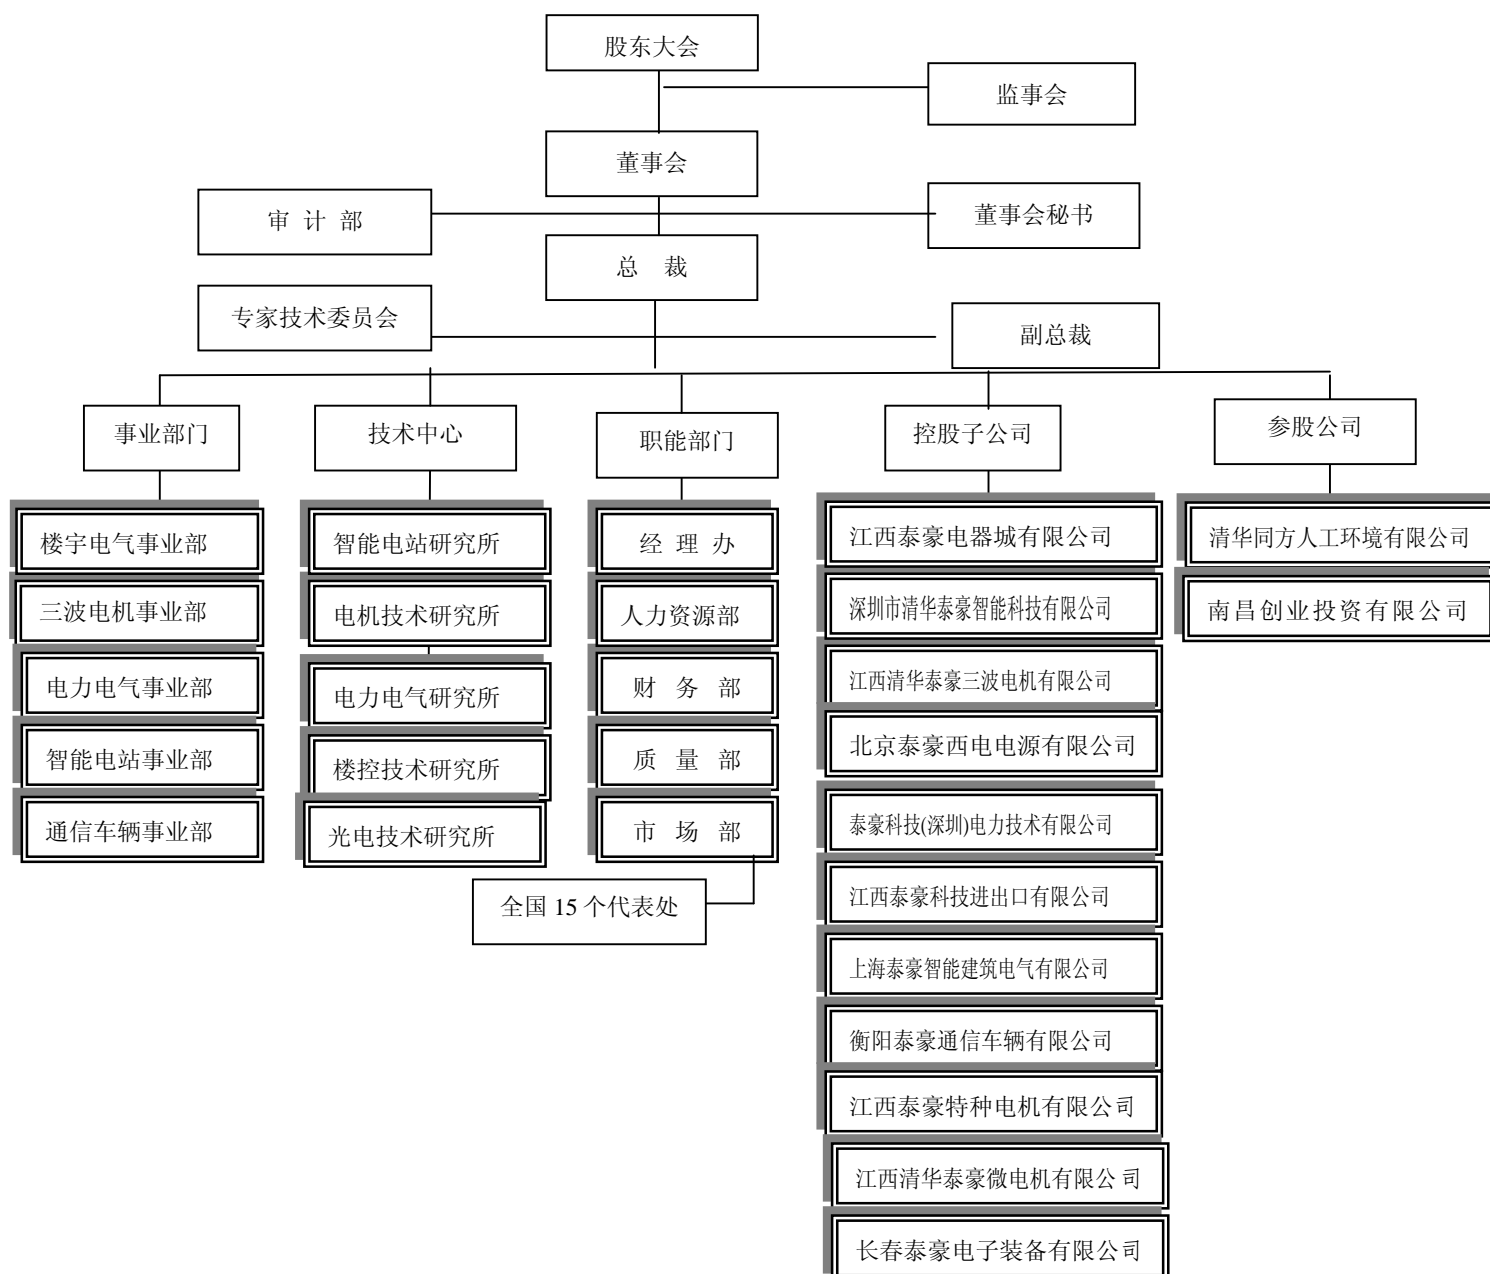 股东大会
监事会
董事会
审 计 部
董事会秘书
总 裁
专家技术委员会
副总裁
事业部门
技术中心
职能部门
控股子公司
参股公司
楼宇电气事业部
三波电机事业部
电力电气事业部
智能电站事业部
通信车辆事业部
智能电站研究所
电机技术研究所
电力电气研究所
楼控技术研究所
光电技术研究所
经 理 办
人力资源部
财 务 部
质 量 部
市 场 部
全国 15 个代表处
江西泰豪电器城有限公司
深圳市清华泰豪智能科技有限公司
江西清华泰豪三波电机有限公司
北京泰豪西电电源有限公司
泰豪科技(深圳)电力技术有限公司
江西泰豪科技进出口有限公司
上海泰豪智能建筑电气有限公司
衡阳泰豪通信车辆有限公司
江西泰豪特种电机有限公司
江西清华泰豪微电机有限公 司
长春泰豪电子装备有限公司
清华同方人工环境有限公司
南昌创业投资有限公司